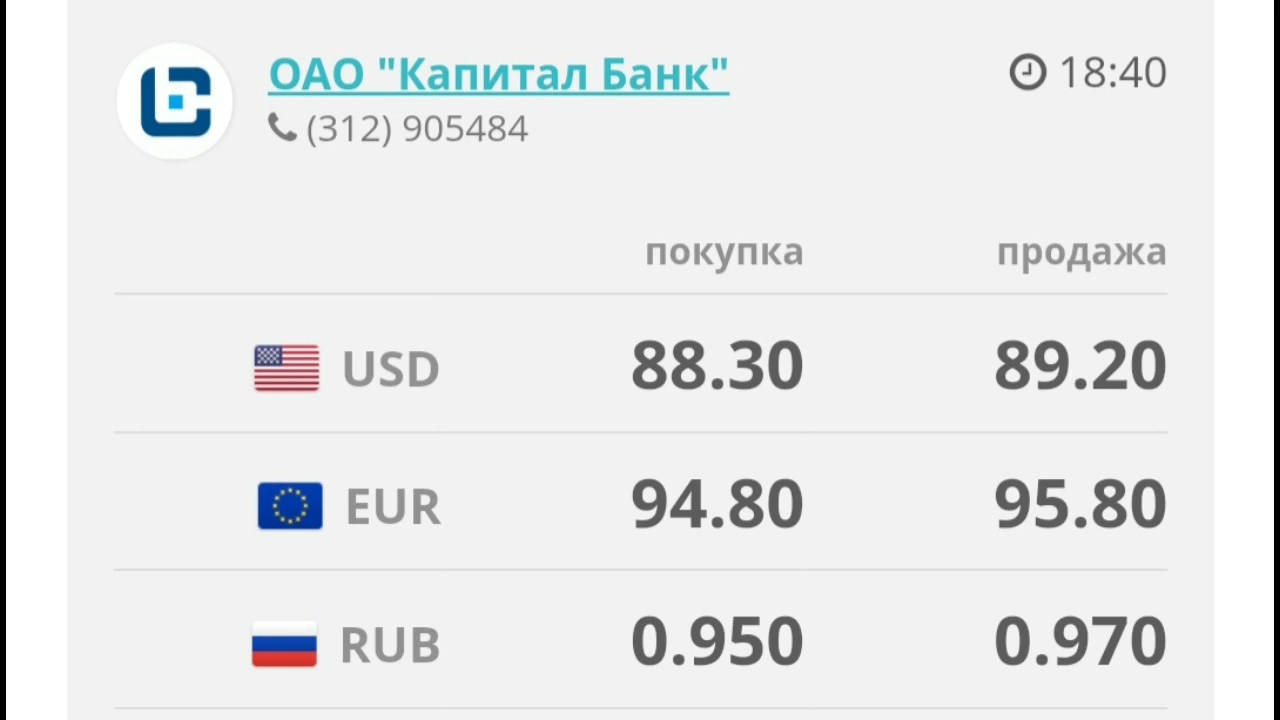 ОАО "Капитал Банк" 18:40
(312) 905484
покупка продажа
USD 88.30 89.20
EUR 94.80 95.80
RUB 0.950 0.970